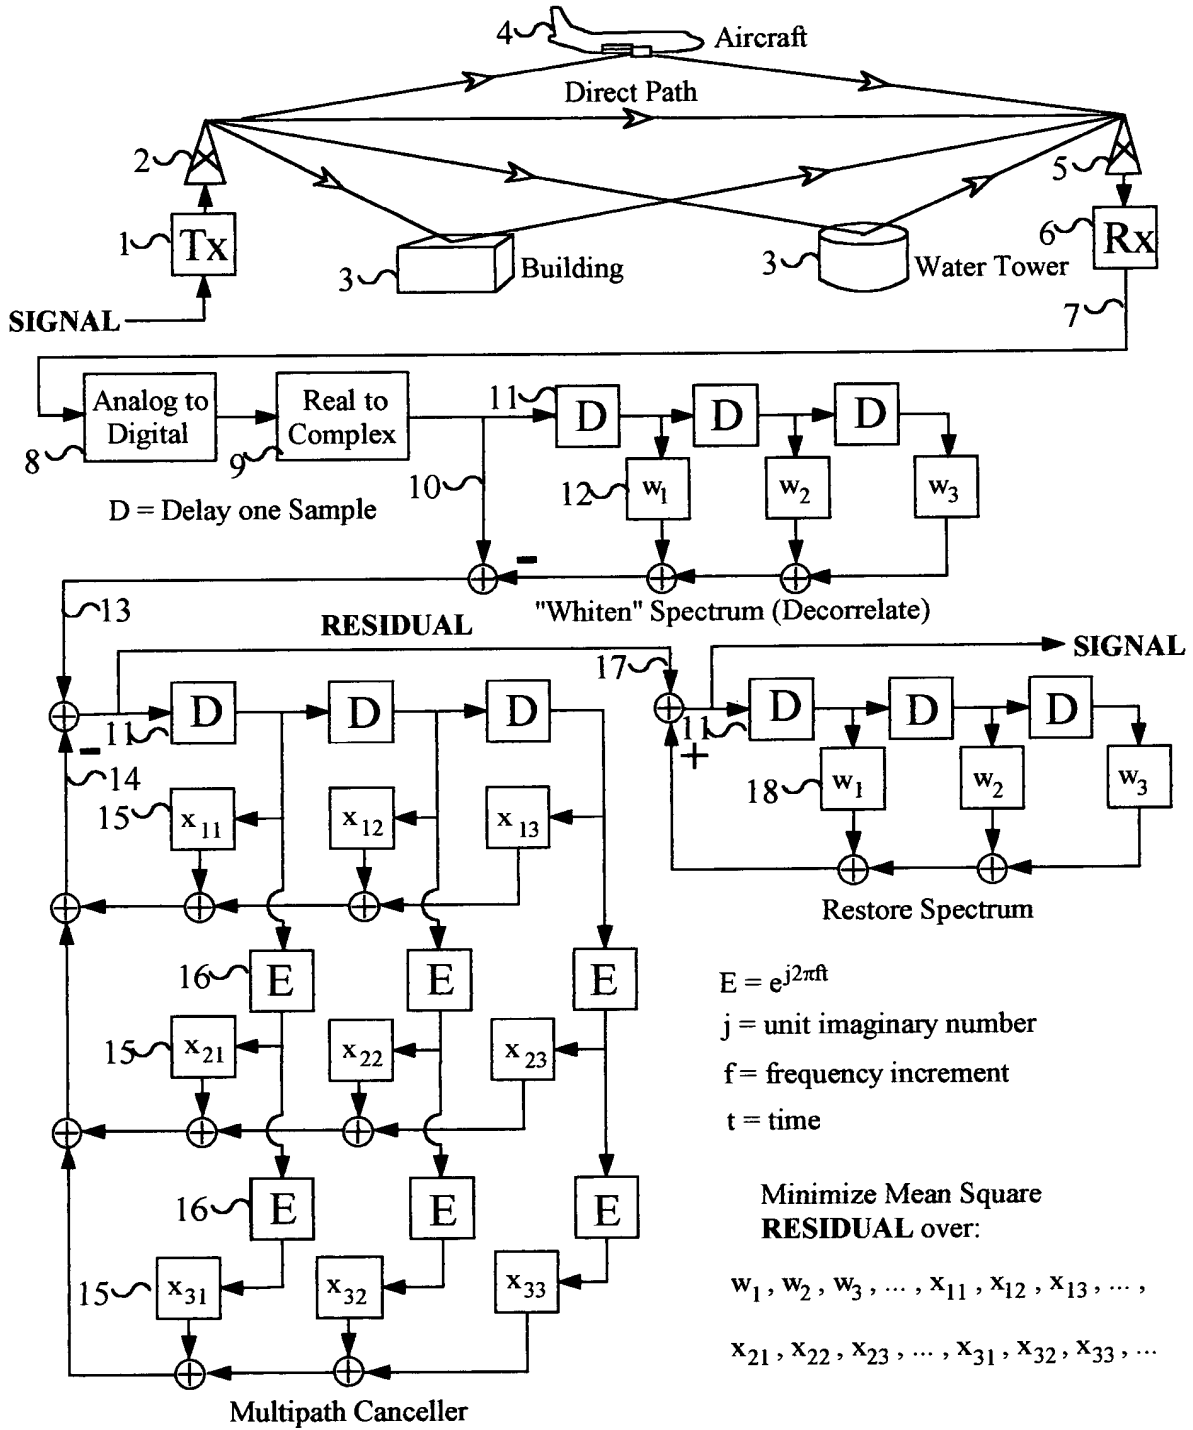 4 Aircraft
Direct Path
2
5
1 Tx
6 Rx
3 Building
3 Water Tower
7
SIGNAL
Analog to
Digital
8
Real to
Complex
9
11 D D D
10
12 w1 w2 w3
D = Delay one Sample
-
13
"Whiten" Spectrum (Decorrelate)
RESIDUAL
17
SIGNAL
11 D D D
11 D D D
-
+
14
18 w1 w2 w3
15 x11 x12 x13
Restore Spectrum
16 E E E
E = e^j2πft
j = unit imaginary number
15 x21 x22 x23
f = frequency increment
t = time
16 E E E
Minimize Mean Square
RESIDUAL over:
15 x31 x32 x33
w1 , w2 , w3 , ... , x11 , x12 , x13 , ... ,
x21 , x22 , x23 , ... , x31 , x32 , x33 , ...
Multipath Canceller